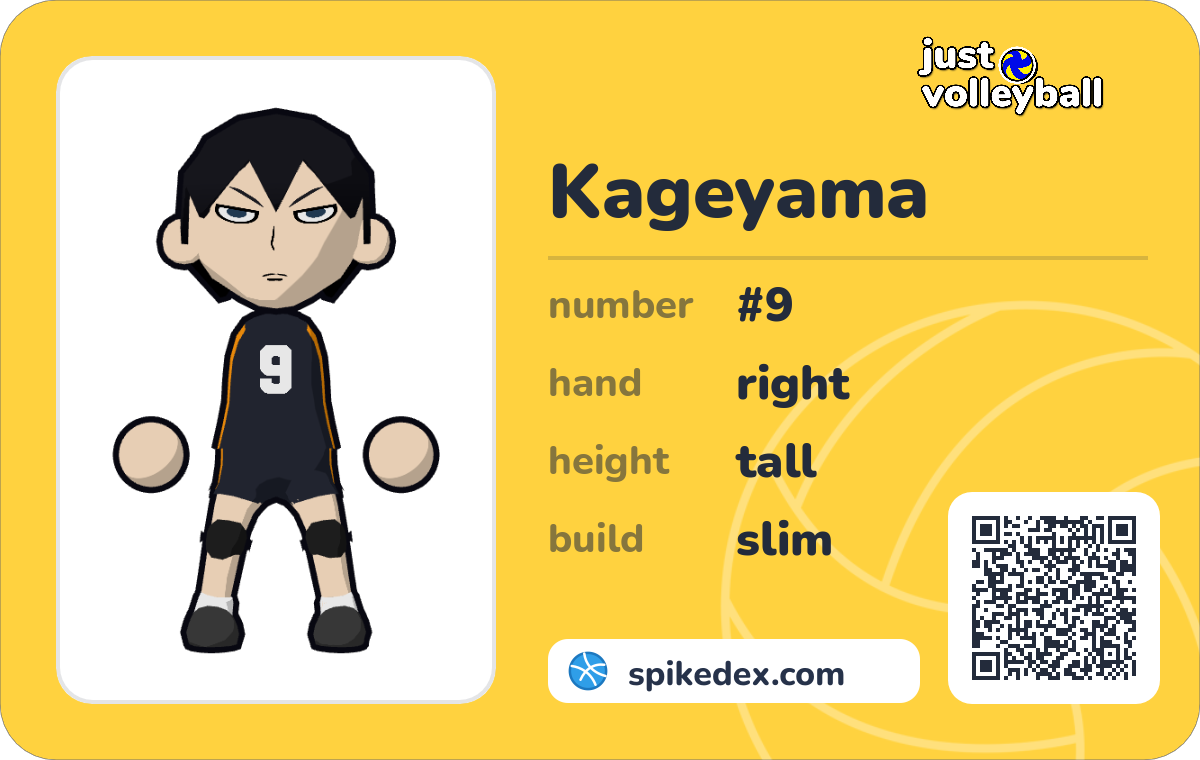 just
volleyball
Kageyama
number #9
hand right
height tall
build slim
9
spikedex.com